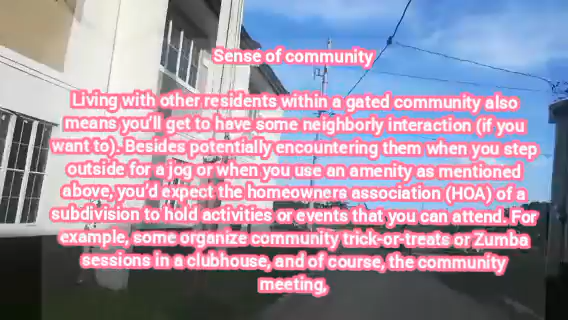 Sense of community
Living with other residents within a gated community also
means you'll get to have some neighborly interaction (if you
want to). Besides potentially encountering them when you step
outside for a jog or when you use an amenity as mentioned
above, you'd expect the homeowners association (HOA) of a
subdivision to hold activities or events that you can attend. For
example, some organize community trick-or-treats or Zumba
sessions in a clubhouse, and of course, the community
meeting,